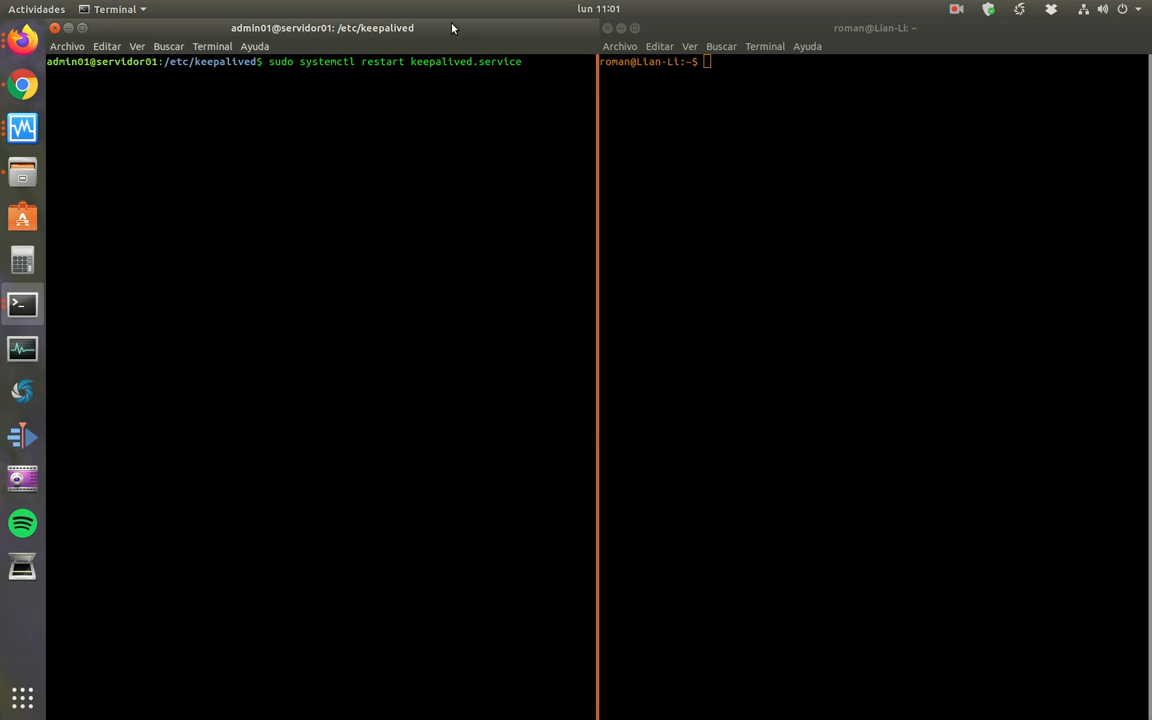 Actividades Terminal lun 11:01
admin01@servidor01: /etc/keepalived
roman@Lian-Li: ~
Archivo Editar Ver Buscar Terminal Ayuda
Archivo Editar Ver Buscar Terminal Ayuda
admin01@servidor01:/etc/keepalived$ sudo systemctl restart keepalived.service
roman@Lian-Li:~$